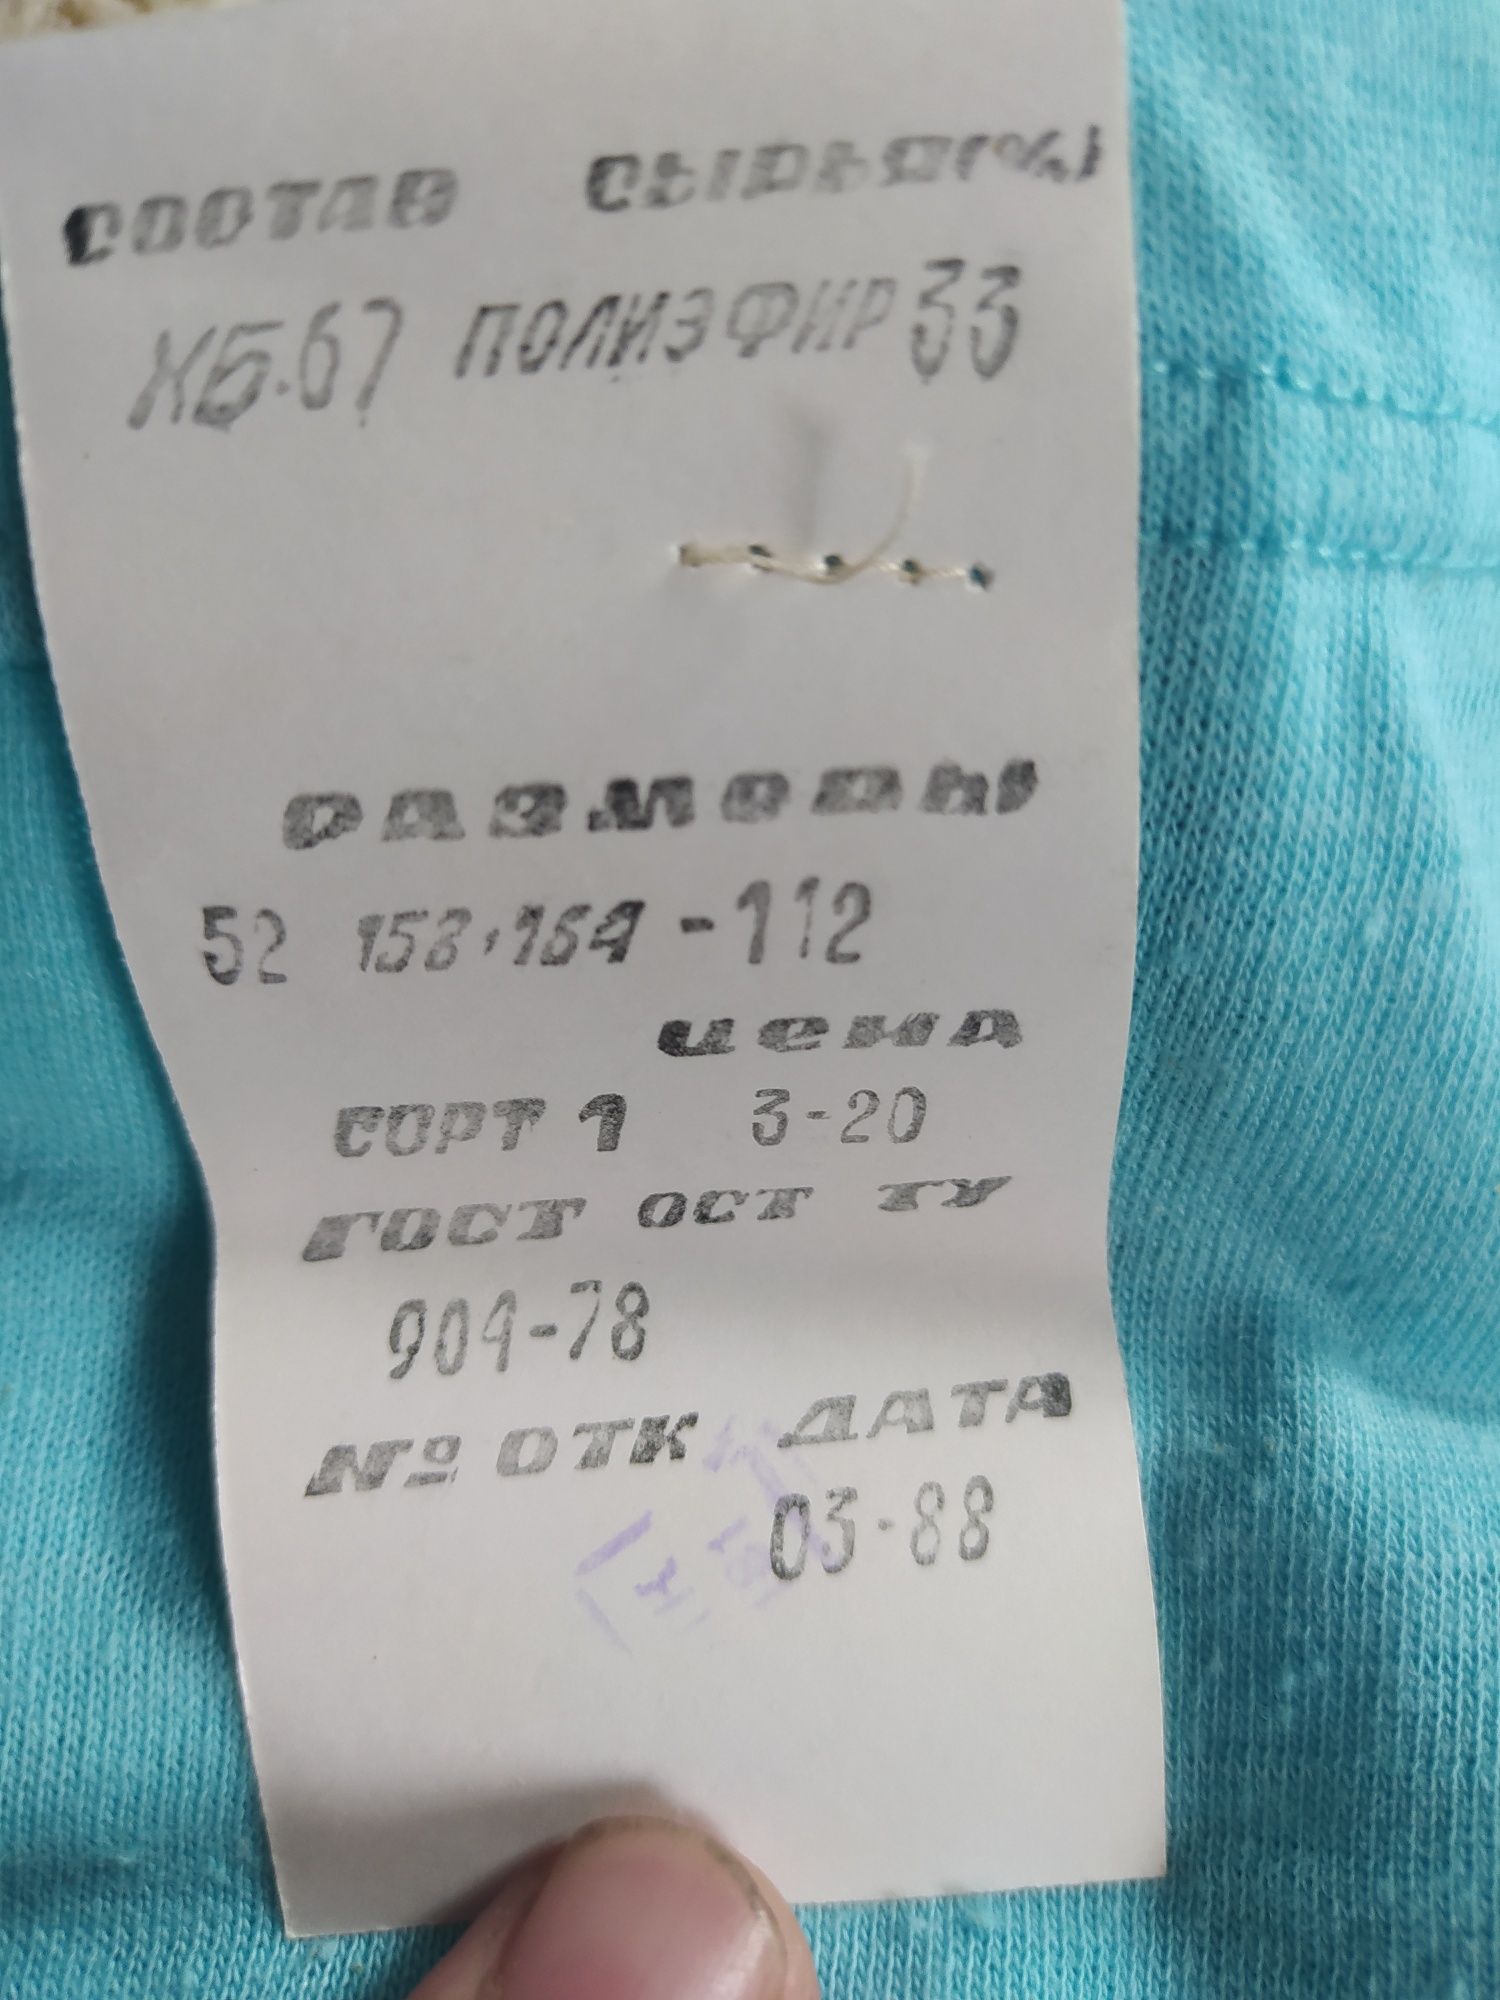 СОСТАВ СЫРЬЯ(%)
ХБ.67 ПОЛИЭФИР 33
РАЗМЕРЫ
52 158,164 - 112
ЦЕНА
СОРТ 1 3-20
ГОСТ ОСТ ТУ
904-78
№ ОТК ДАТА
03-88